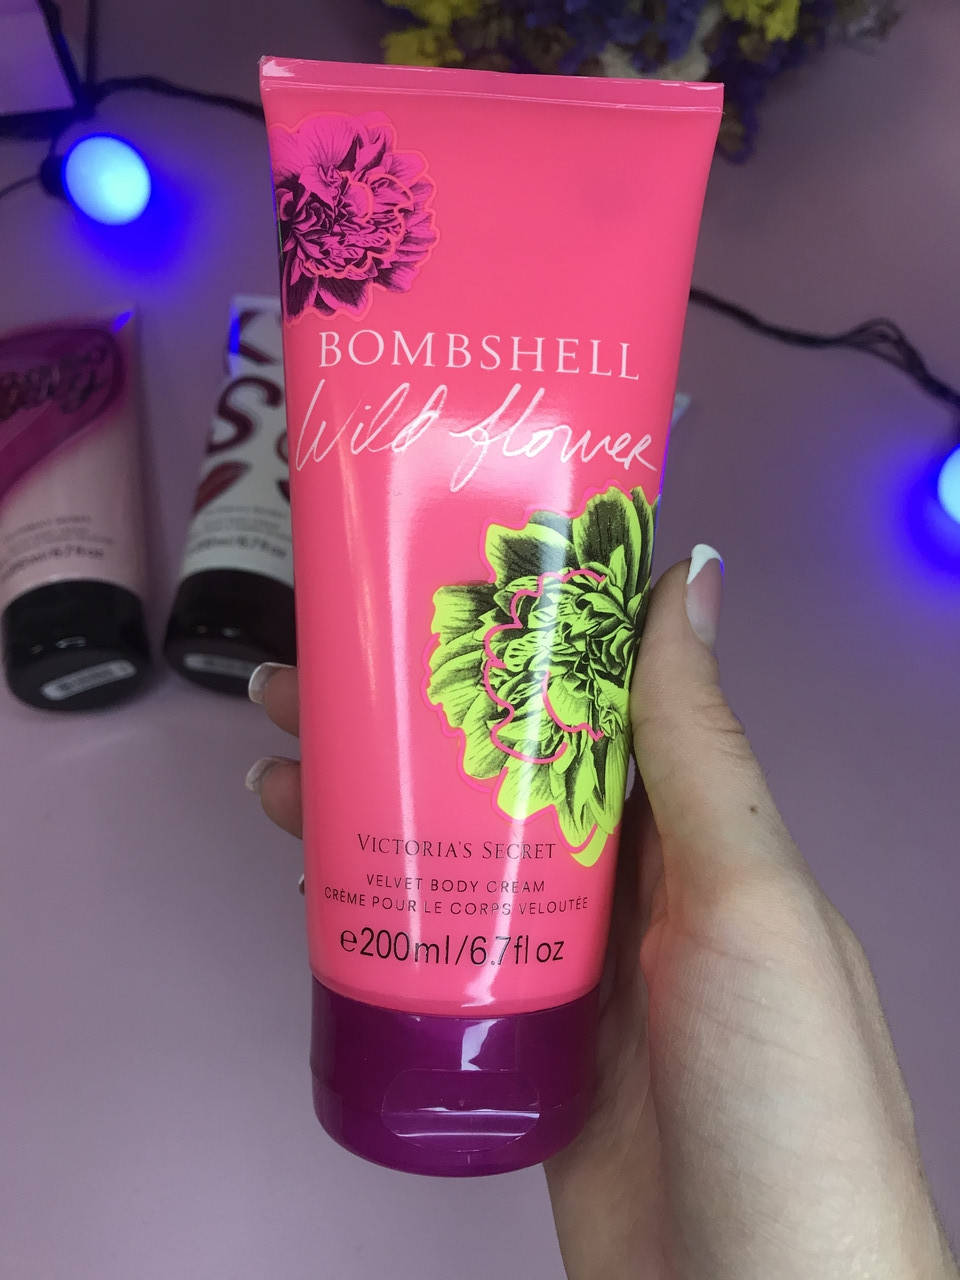 BOMBSHELL
Wild flower
VICTORIA'S SECRET
VELVET BODY CREAM
CRÈME POUR LE CORPS VELOUTÉE
℮200ml/6.7fl oz